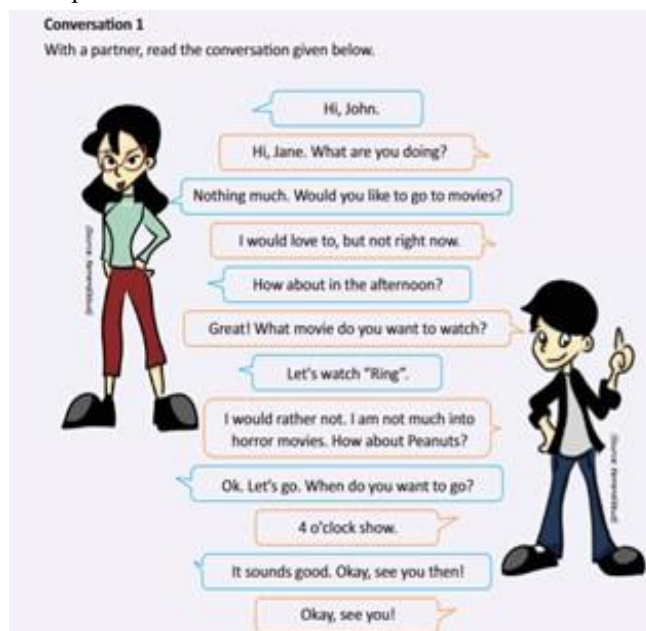 Conversation 1
With a partner, read the conversation given below.
Hi, John.
Hi, Jane. What are you doing?
Nothing much. Would you like to go to movies?
I would love to, but not right now.
How about in the afternoon?
Great! What movie do you want to watch?
Let's watch "Ring".
I would rather not. I am not much into
horror movies. How about Peanuts?
Ok. Let's go. When do you want to go?
4 o'clock show.
It sounds good. Okay, see you then!
Okay, see you!